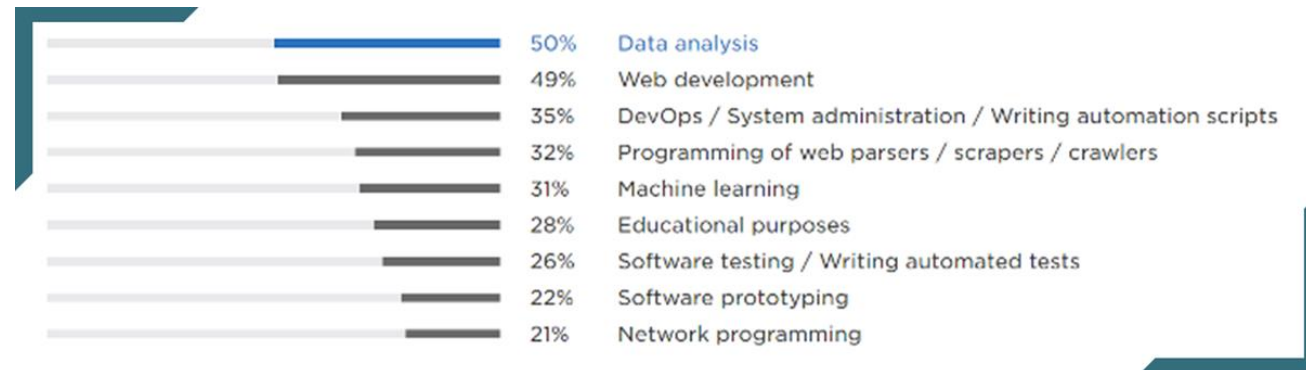 50% Data analysis
49% Web development
35% DevOps / System administration / Writing automation scripts
32% Programming of web parsers / scrapers / crawlers
31% Machine learning
28% Educational purposes
26% Software testing / Writing automated tests
22% Software prototyping
21% Network programming